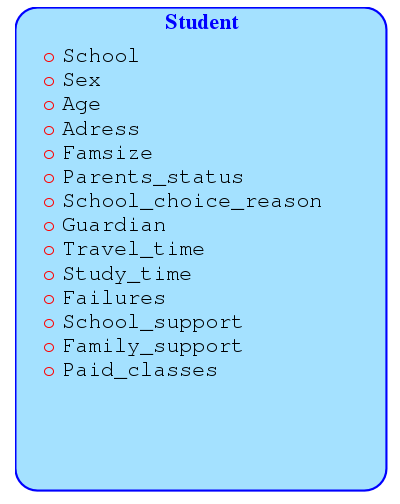 Student
School
Sex
Age
Adress
Famsize
Parents_status
School_choice_reason
Guardian
Travel_time
Study_time
Failures
School_support
Family_support
Paid_classes